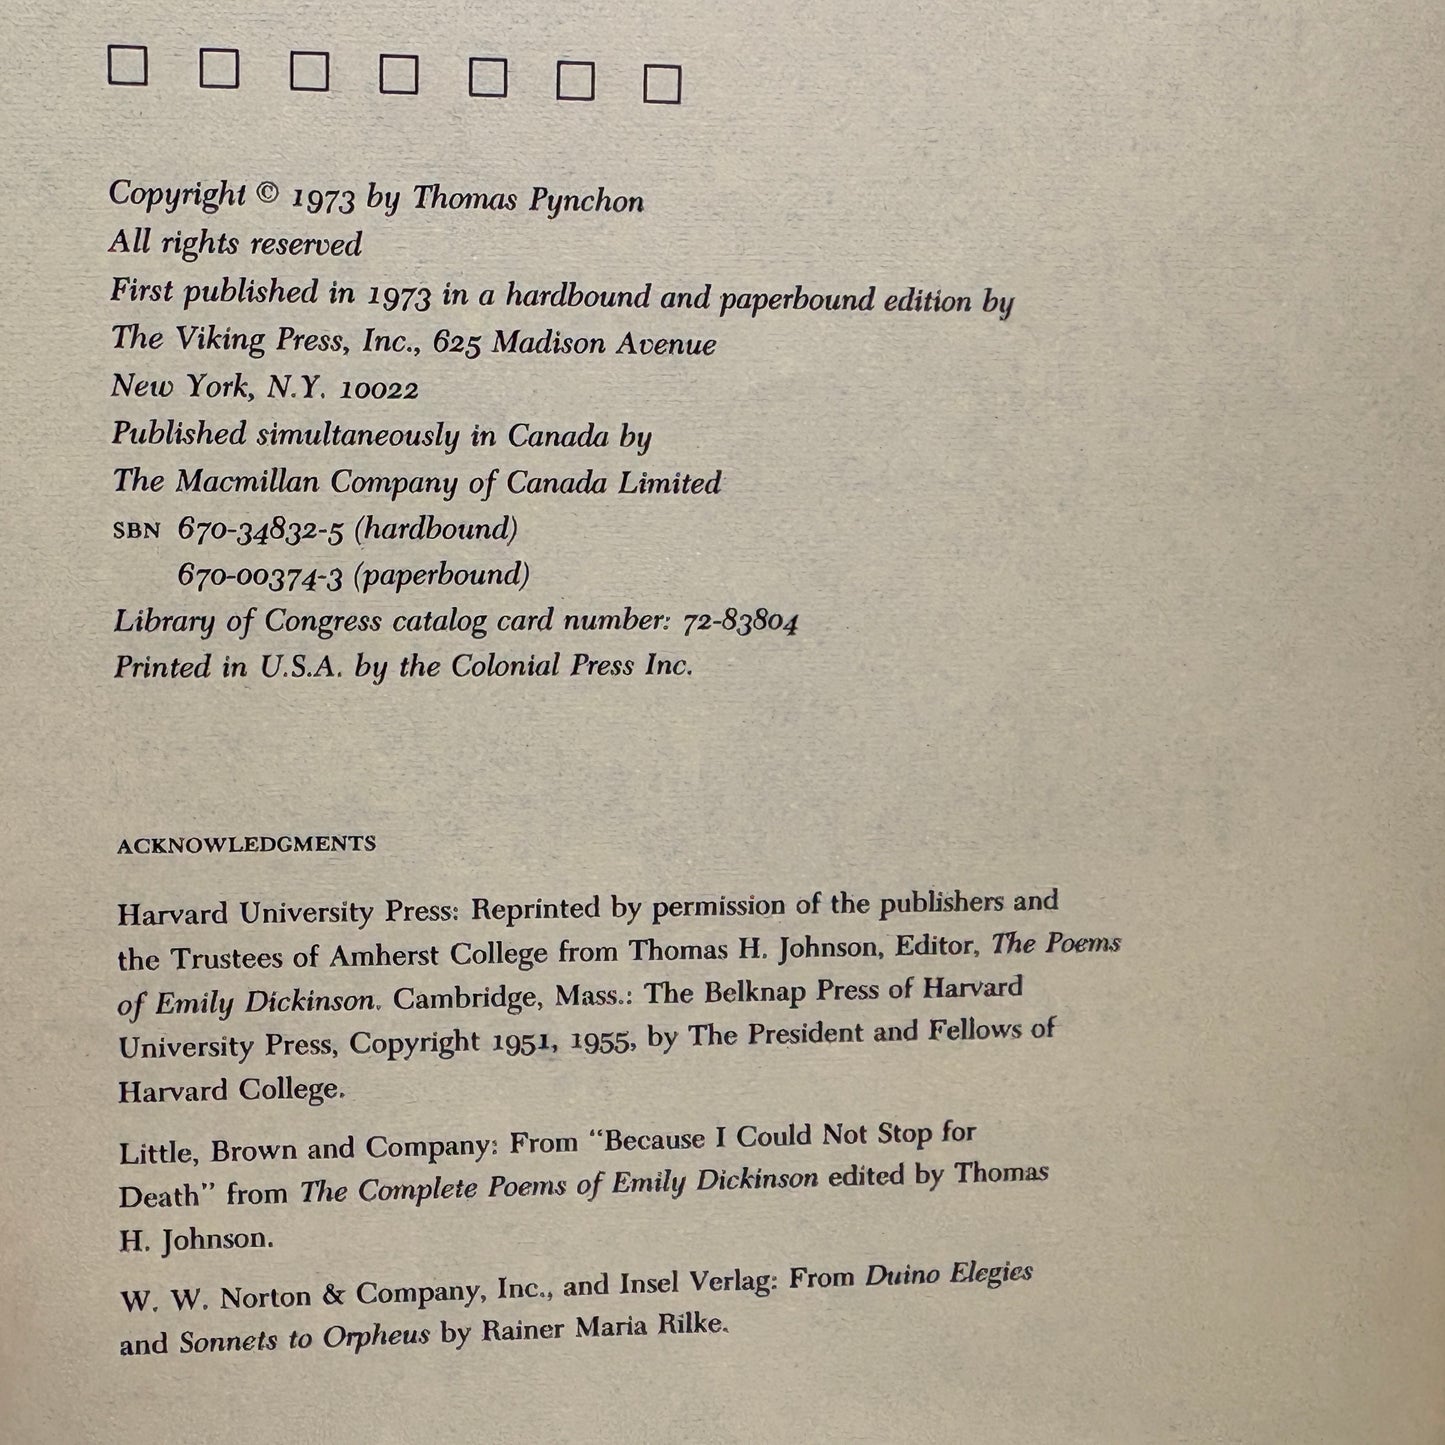 Copyright © 1973 by Thomas Pynchon
All rights reserved
First published in 1973 in a hardbound and paperbound edition by
The Viking Press, Inc., 625 Madison Avenue
New York, N.Y. 10022
Published simultaneously in Canada by
The Macmillan Company of Canada Limited
SBN 670-34832-5 (hardbound)
670-00374-3 (paperbound)
Library of Congress catalog card number: 72-83804
Printed in U.S.A. by the Colonial Press Inc.
ACKNOWLEDGMENTS
Harvard University Press: Reprinted by permission of the publishers and
the Trustees of Amherst College from Thomas H. Johnson, Editor, The Poems
of Emily Dickinson. Cambridge, Mass.: The Belknap Press of Harvard
University Press, Copyright 1951, 1955, by The President and Fellows of
Harvard College.
Little, Brown and Company: From “Because I Could Not Stop for
Death” from The Complete Poems of Emily Dickinson edited by Thomas
H. Johnson.
W. W. Norton & Company, Inc., and Insel Verlag: From Duino Elegies
and Sonnets to Orpheus by Rainer Maria Rilke.